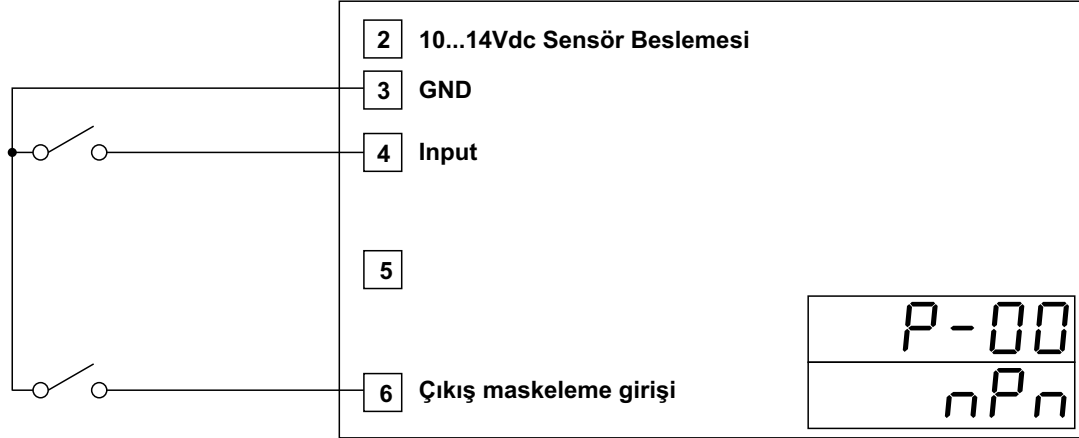 2 10...14Vdc Sensör Beslemesi
3 GND
4 Input
5
P-00
6 Çıkış maskeleme girişi
nPn